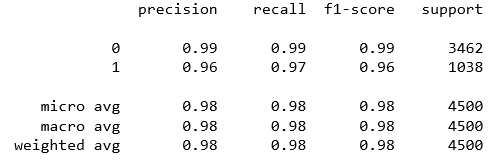 precision recall f1-score support
0 0.99 0.99 0.99 3462
1 0.96 0.97 0.96 1038
micro avg 0.98 0.98 0.98 4500
macro avg 0.98 0.98 0.98 4500
weighted avg 0.98 0.98 0.98 4500